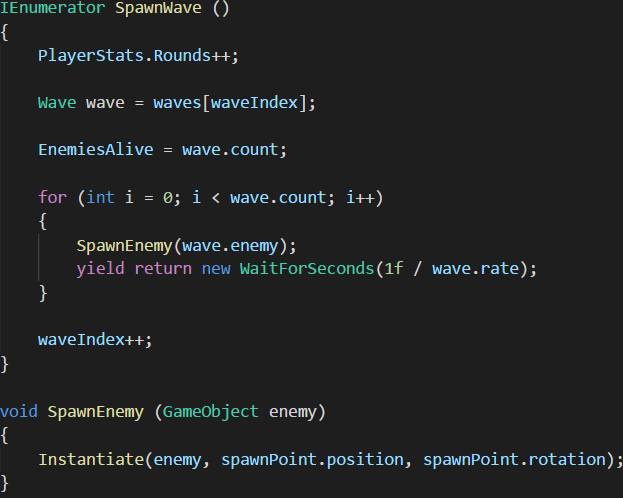 IEnumerator SpawnWave ()
{
    PlayerStats.Rounds++;
    Wave wave = waves[waveIndex];
    EnemiesAlive = wave.count;
    for (int i = 0; i < wave.count; i++)
    {
        SpawnEnemy(wave.enemy);
        yield return new WaitForSeconds(1f / wave.rate);
    }
    waveIndex++;
}
void SpawnEnemy (GameObject enemy)
{
    Instantiate(enemy, spawnPoint.position, spawnPoint.rotation);
}